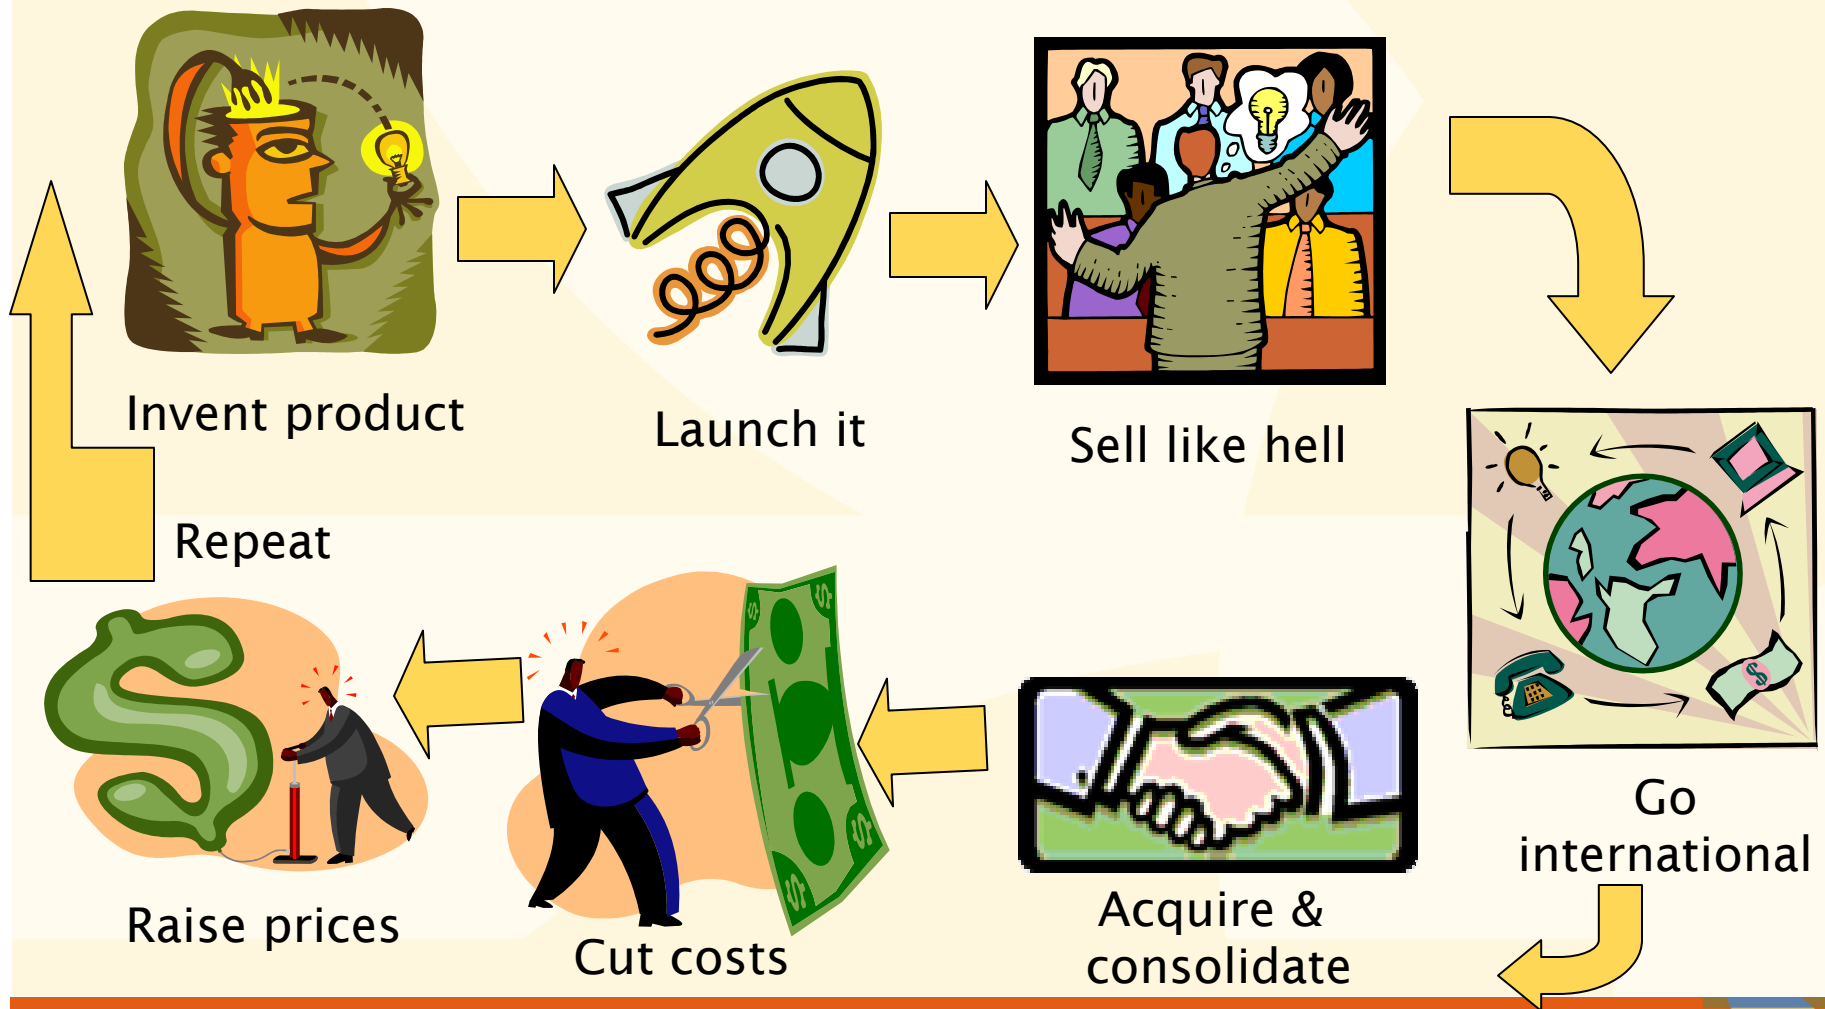 Invent product
Launch it
Sell like hell
Go
international
Acquire &
consolidate
Cut costs
Raise prices
Repeat